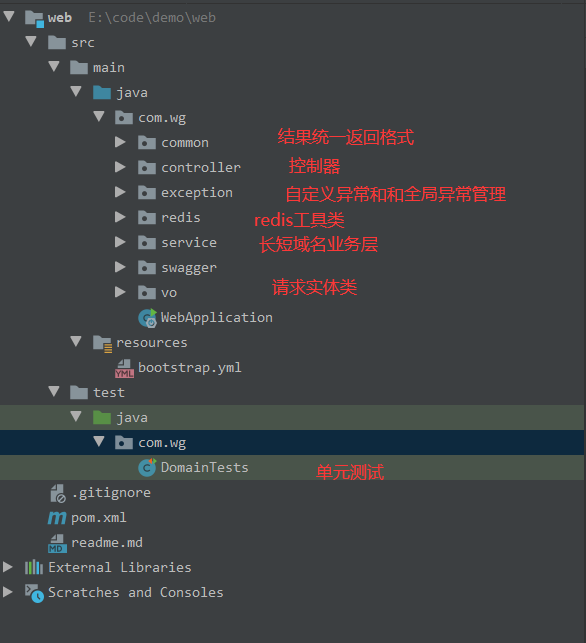 web E:\code\demo\web
src
main
java
com.wg
common 结果统一返回格式
controller 控制器
exception 自定义异常和和全局异常管理
redis redis工具类
service 长短域名业务层
swagger
vo 请求实体类
WebApplication
resources
YML bootstrap.yml
test
java
com.wg
DomainTests 单元测试
.gitignore
m pom.xml
MD readme.md
External Libraries
Scratches and Consoles